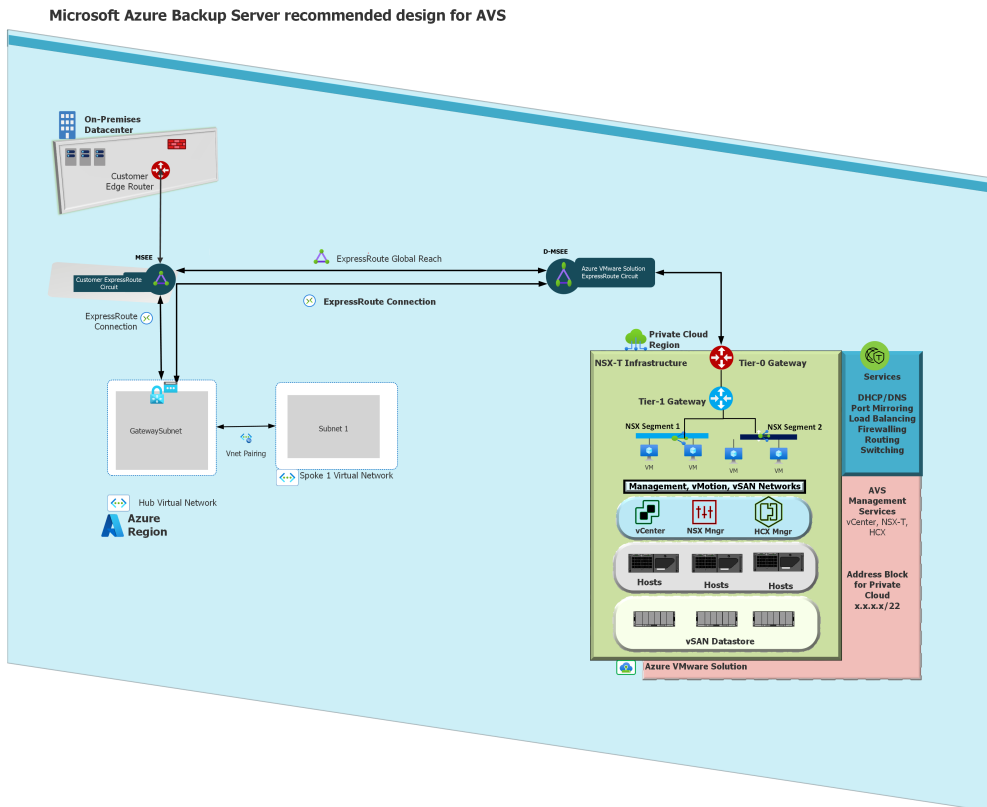 Microsoft Azure Backup Server recommended design for AVS
On-Premises
Datacenter
Customer
Edge Router
MSEE
Customer ExpressRoute
Circuit
ExpressRoute Global Reach
D-MSEE
Azure VMware Solution
ExpressRoute Circuit
ExpressRoute Connection
ExpressRoute
Connection
GatewaySubnet
Vnet Pairing
Subnet 1
Spoke 1 Virtual Network
Hub Virtual Network
Azure
Region
Private Cloud
Region
NSX-T Infrastructure
Tier-0 Gateway
Tier-1 Gateway
NSX Segment 1
NSX Segment 2
VM
VM
VM
VM
Management, vMotion, vSAN Networks
vCenter
NSX Mngr
HCX Mngr
Hosts
Hosts
Hosts
vSAN Datastore
Azure VMware Solution
T
Services
DHCP/DNS
Port Mirroring
Load Balancing
Firewalling
Routing
Switching
AVS
Management
Services
vCenter, NSX-T,
HCX
Address Block
for Private
Cloud
x.x.x.x/22